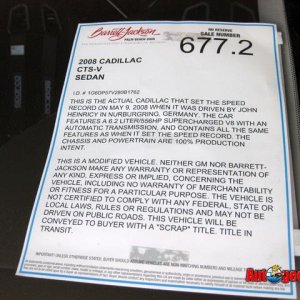 Barrett-Jackson
PALM BEACH 2009
NO RESERVE
SALE NUMBER
677.2
2008 CADILLAC
CTS-V
SEDAN
I.D. # 1G6DP57V280B1762
THIS IS THE ACTUAL CADILLAC THAT SET THE SPEED
RECORD ON MAY 9, 2008 WHEN IT WAS DRIVEN BY JOHN
HEINRICY IN NURBURGRING, GERMANY. THE CAR
FEATURES A 6.2 LITER/556HP SUPERCHARGED V8 WITH AN
AUTOMATIC TRANSMISSION, AND CONTAINS ALL THE SAME
FEATURES AS WHEN IT SET THE RECORD. THE
CHASSIS AND POWERTRAIN ARE 100% PRODUCTION
INTENT.
THIS IS A MODIFIED VEHICLE. NEITHER GM NOR BARRETT-
JACKSON MAKE ANY WARRANTY OR REPRESENTATION OF
ANY KIND, EXPRESS OR IMPLIED, CONCERNING THE
VEHICLE, INCLUDING NO WARRANTY OF MERCHANTABILITY
OR FITNESS FOR A PARTICULAR PURPOSE. THE VEHICLE IS
NOT CERTIFIED TO COMPLY WITH ANY FEDERAL, STATE OR
LOCAL LAWS, RULES OR REGULATIONS AND MAY NOT BE
DRIVEN ON PUBLIC ROADS. THIS VEHICLE WILL BE
CONVEYED TO BUYER WITH A "SCRAP" TITLE. TITLE IN
TRANSIT.